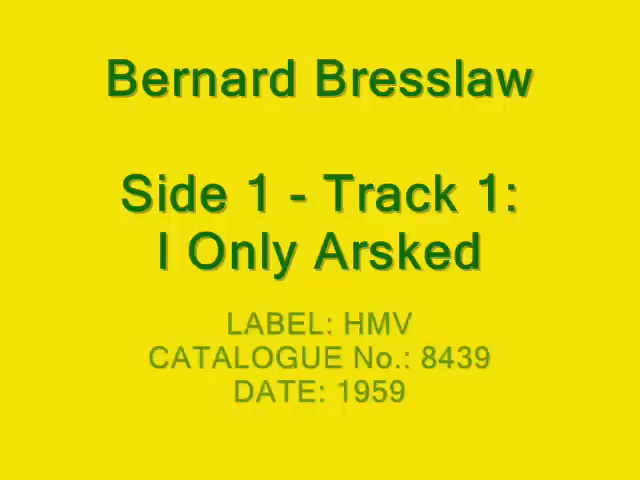 Bernard Bresslaw
Side 1 - Track 1:
I Only Arsked
LABEL: HMV
CATALOGUE No.: 8439
DATE: 1959